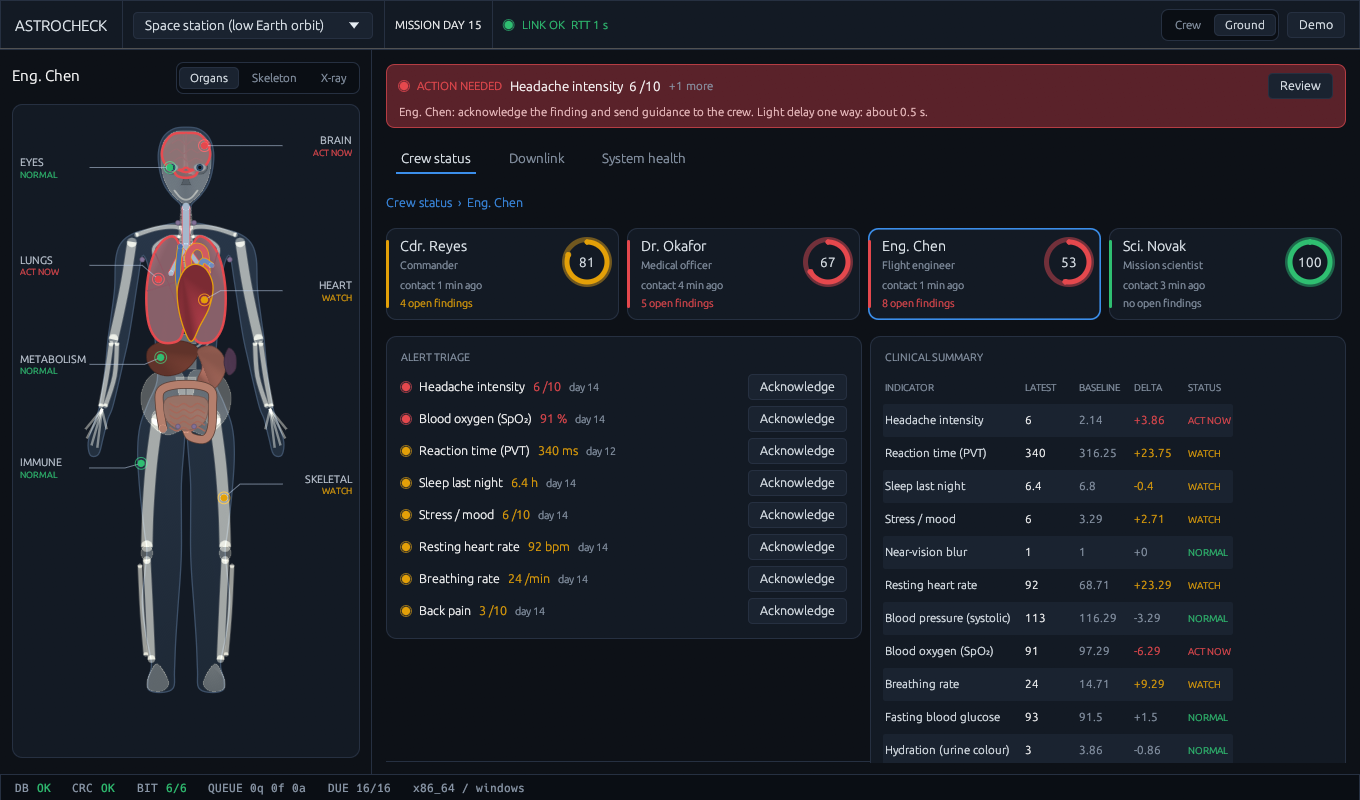 ASTROCHECK
Space station (low Earth orbit)
MISSION DAY 15
LINK OK RTT 1 s
Crew
Ground
Demo
Eng. Chen
Organs
Skeleton
X-ray
BRAIN
ACT NOW
EYES
NORMAL
LUNGS
ACT NOW
HEART
WATCH
METABOLISM
NORMAL
IMMUNE
NORMAL
SKELETAL
WATCH
ACTION NEEDED Headache intensity 6 /10 +1 more
Review
Eng. Chen: acknowledge the finding and send guidance to the crew. Light delay one way: about 0.5 s.
Crew status
Downlink
System health
Crew status › Eng. Chen
Cdr. Reyes
Commander
contact 1 min ago
4 open findings
81
Dr. Okafor
Medical officer
contact 4 min ago
5 open findings
67
Eng. Chen
Flight engineer
contact 1 min ago
8 open findings
53
Sci. Novak
Mission scientist
contact 3 min ago
no open findings
100
ALERT TRIAGE
Headache intensity 6 /10 day 14 Acknowledge
Blood oxygen (SpO₂) 91 % day 14 Acknowledge
Reaction time (PVT) 340 ms day 12 Acknowledge
Sleep last night 6.4 h day 14 Acknowledge
Stress / mood 6 /10 day 14 Acknowledge
Resting heart rate 92 bpm day 14 Acknowledge
Breathing rate 24 /min day 14 Acknowledge
Back pain 3 /10 day 14 Acknowledge
CLINICAL SUMMARY
INDICATOR LATEST BASELINE DELTA STATUS
Headache intensity 6 2.14 +3.86 ACT NOW
Reaction time (PVT) 340 316.25 +23.75 WATCH
Sleep last night 6.4 6.8 -0.4 WATCH
Stress / mood 6 3.29 +2.71 WATCH
Near-vision blur 1 1 +0 NORMAL
Resting heart rate 92 68.71 +23.29 WATCH
Blood pressure (systolic) 113 116.29 -3.29 NORMAL
Blood oxygen (SpO₂) 91 97.29 -6.29 ACT NOW
Breathing rate 24 14.71 +9.29 WATCH
Fasting blood glucose 93 91.5 +1.5 NORMAL
Hydration (urine colour) 3 3.86 -0.86 NORMAL
DB OK CRC OK BIT 6/6 QUEUE 0q 0f 0a DUE 16/16 x86_64 / windows